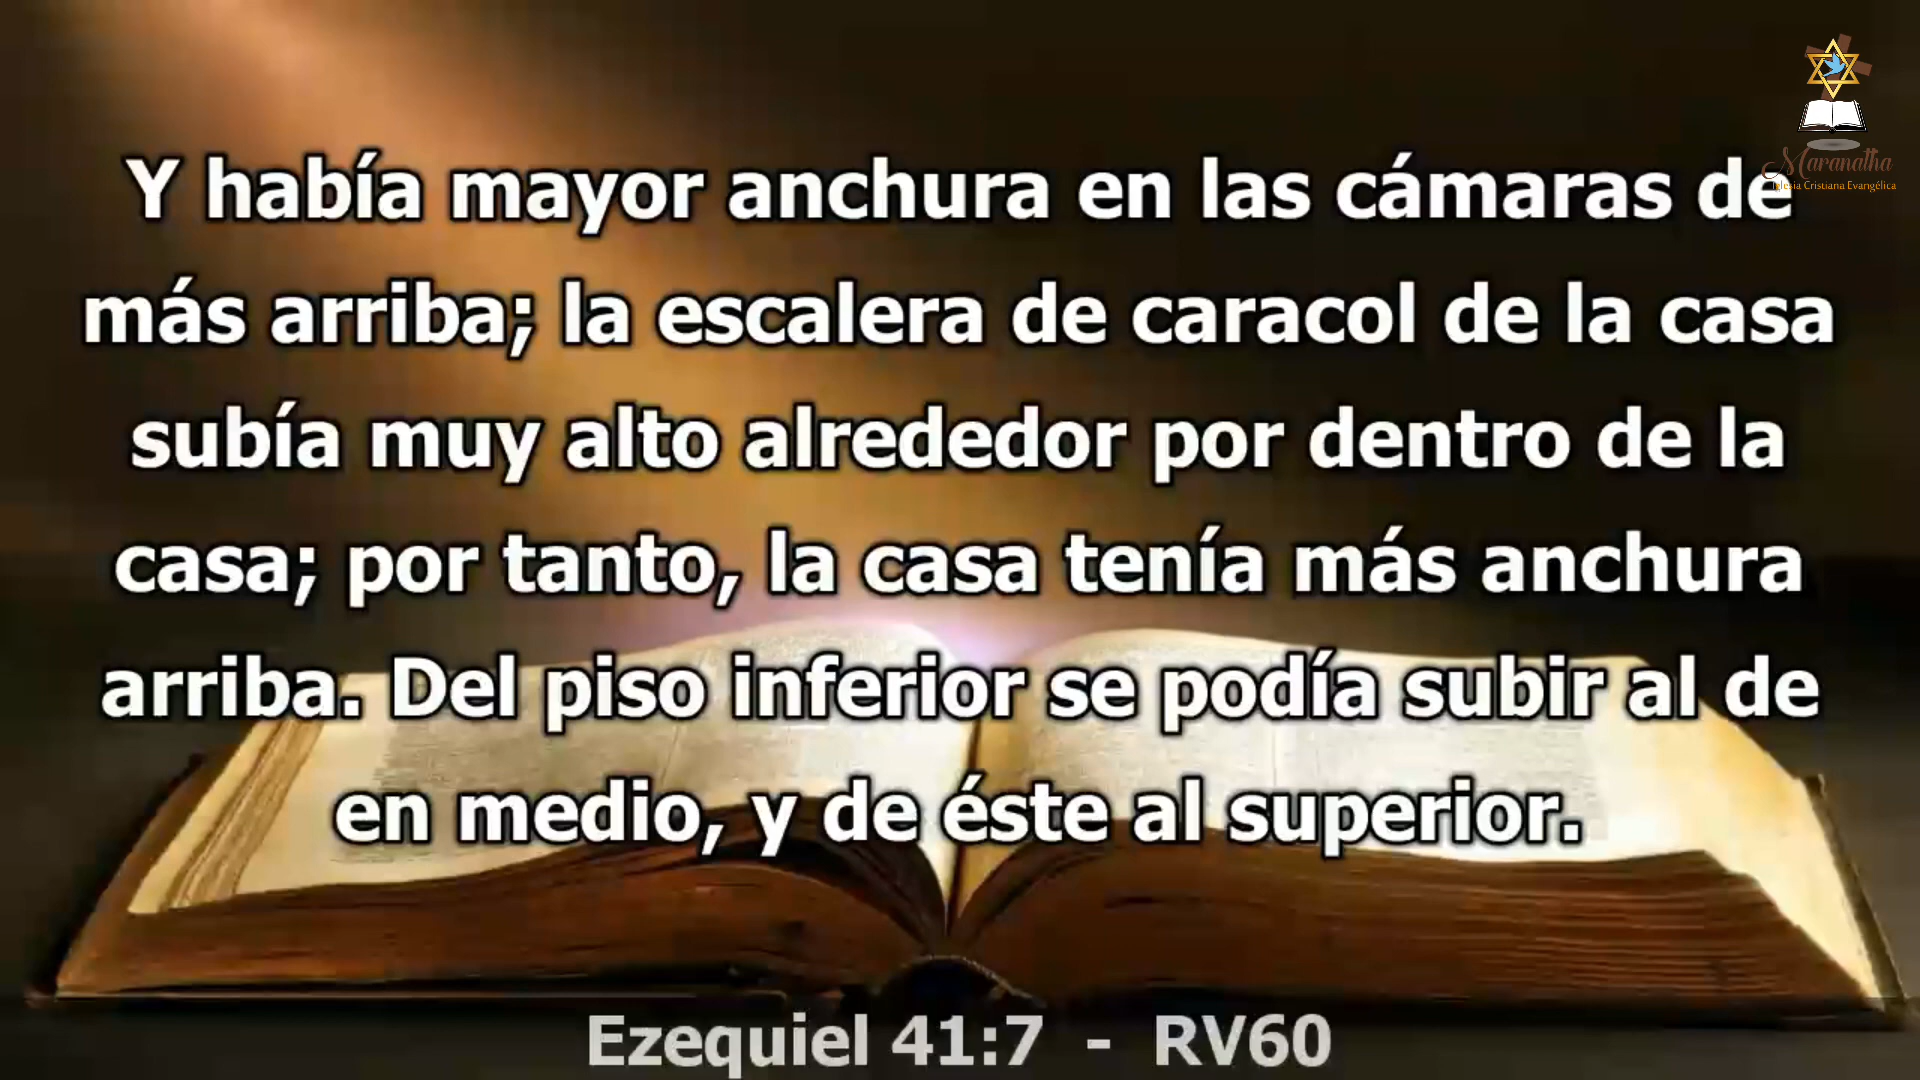 Maranatha
Iglesia Cristiana Evangélica
Y había mayor anchura en las cámaras de
más arriba; la escalera de caracol de la casa
subía muy alto alrededor por dentro de la
casa; por tanto, la casa tenía más anchura
arriba. Del piso inferior se podía subir al de
en medio, y de éste al superior.
Ezequiel 41:7 - RV60